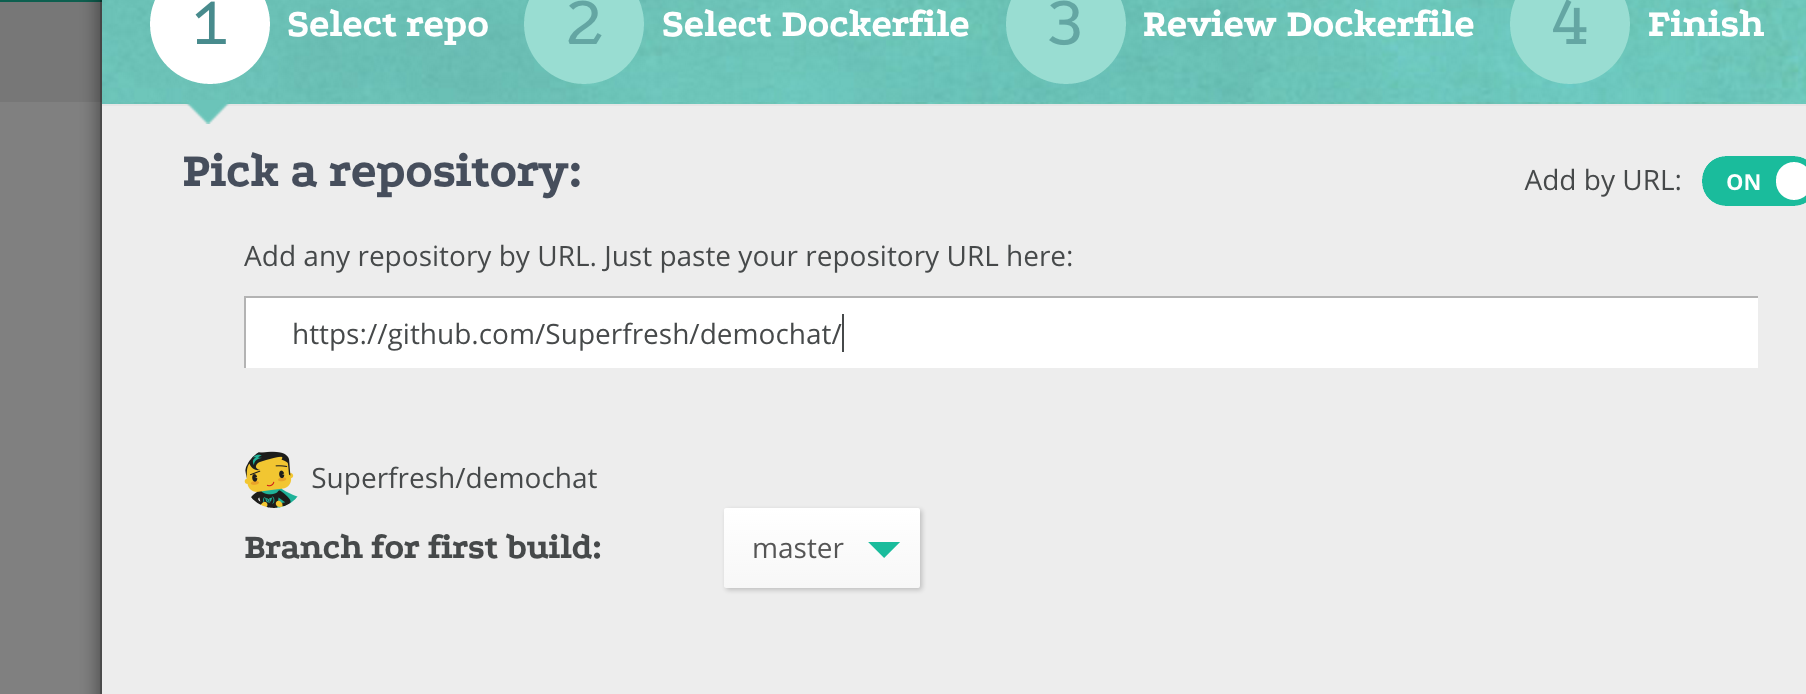 1 Select repo 2 Select Dockerfile 3 Review Dockerfile 4 Finish
Pick a repository:
Add by URL: ON
Add any repository by URL. Just paste your repository URL here:
https://github.com/Superfresh/demochat/
Superfresh/demochat
Branch for first build: master